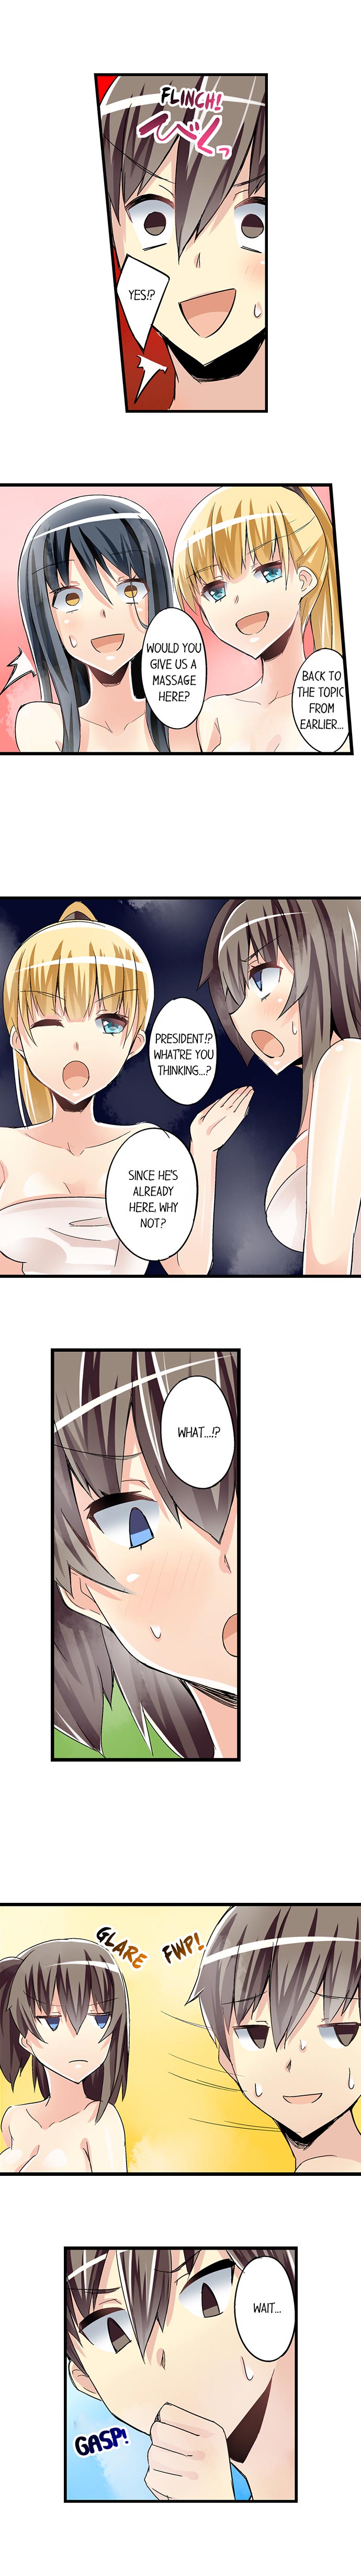 FLINCH!
びくっ
YES!?
WOULD YOU
GIVE US A
MASSAGE
HERE?
BACK TO
THE TOPIC
FROM
EARLIER...
PRESIDENT!?
WHAT'RE YOU
THINKING...?
SINCE HE'S
ALREADY
HERE, WHY
NOT?
WHAT...!?
GLARE
FWP!
WAIT...
GASP!